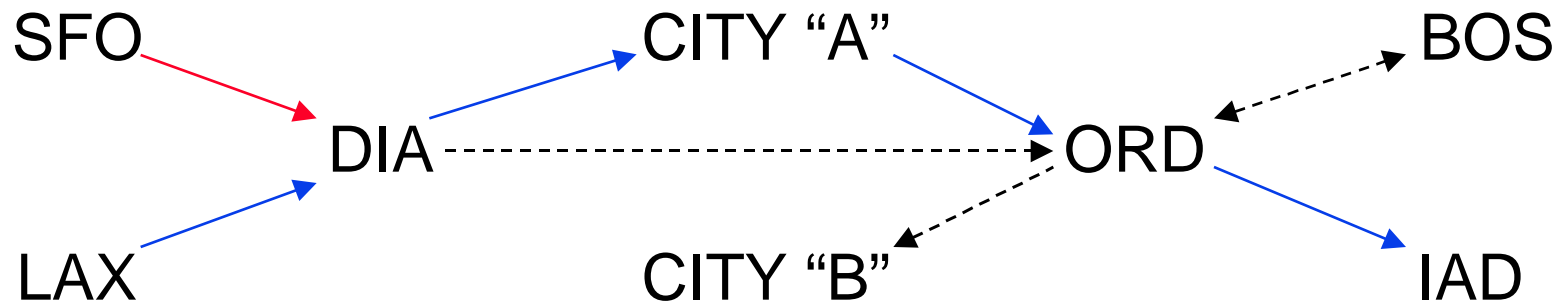 SFO
CITY “A”
BOS
DIA
ORD
LAX
CITY “B”
IAD